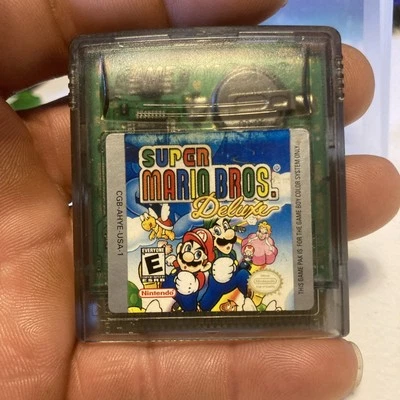 SUPER
MARIO BROS.
Deluxe
CGB-AHYE-USA-1
EVERYONE
E
ESRB
Nintendo
THIS GAME PAK IS FOR THE GAME BOY COLOR SYSTEM ONLY.